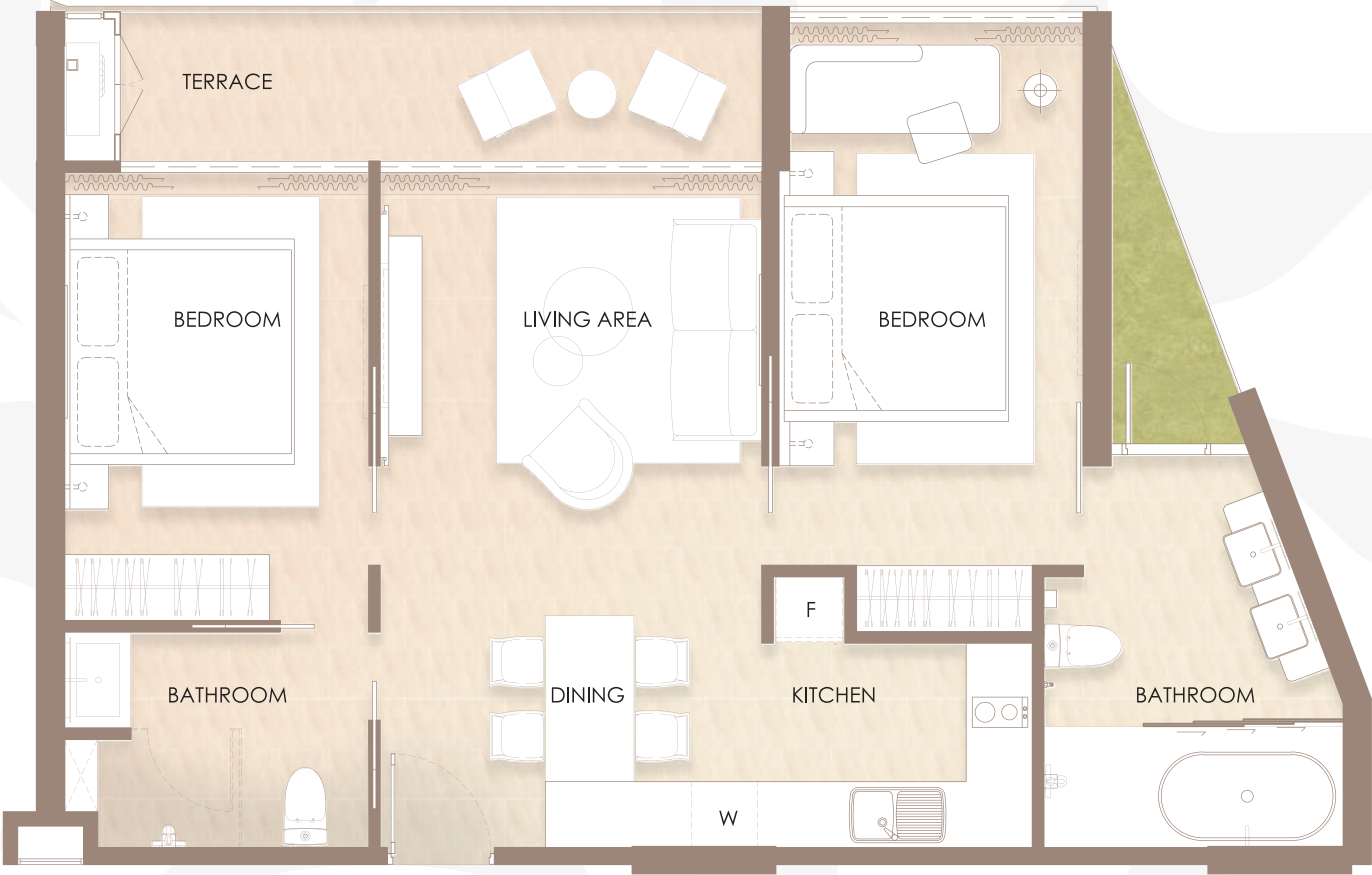 TERRACE
BEDROOM
LIVING AREA
BEDROOM
F
BATHROOM
DINING
KITCHEN
BATHROOM
W